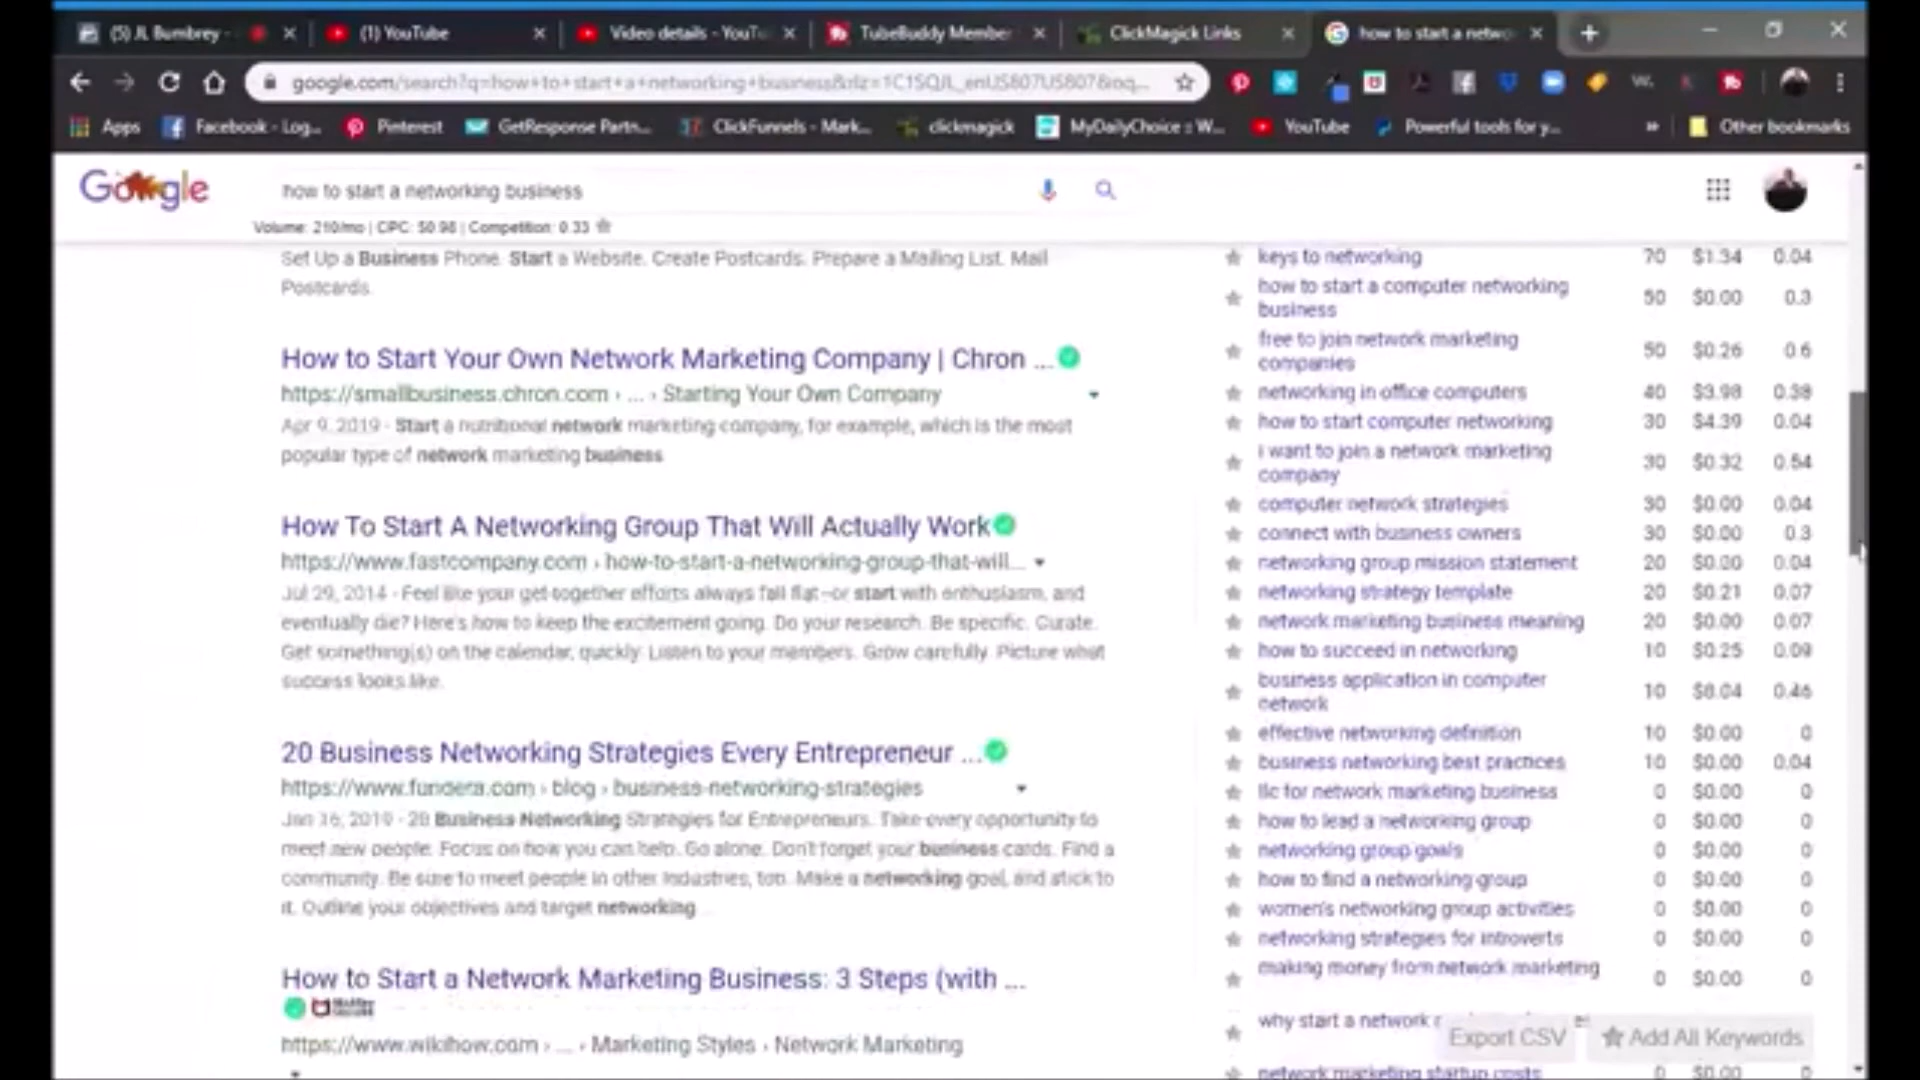 (5) JL Bumbrey -
(1) YouTube
Video details - YouTu
TubeBuddy Member
ClickMagick Links
how to start a netwo
google.com/search?q=how+to+start+a+networking+business&rlz=1C1SQJL_enUS807US807&oq...
Apps
Facebook - Log...
Pinterest
GetResponse Partn...
ClickFunnels - Mark...
clickmagick
MyDailyChoice :: W...
YouTube
Powerful tools for y...
»
Other bookmarks
Google
how to start a networking business
Volume: 210/mo | CPC: $0.98 | Competition: 0.33
Set Up a Business Phone. Start a Website. Create Postcards. Prepare a Mailing List. Mail
Postcards.
How to Start Your Own Network Marketing Company | Chron ...
https://smallbusiness.chron.com › ... › Starting Your Own Company
Apr 9, 2019 - Start a nutritional network marketing company, for example, which is the most
popular type of network marketing business
How To Start A Networking Group That Will Actually Work
https://www.fastcompany.com › how-to-start-a-networking-group-that-will...
Jul 29, 2014 - Feel like your get-together efforts always fall flat–or start with enthusiasm, and
eventually die? Here's how to keep the excitement going. Do your research. Be specific. Curate.
Get something(s) on the calendar, quickly. Listen to your members. Grow carefully. Picture what
success looks like.
20 Business Networking Strategies Every Entrepreneur ...
https://www.fundera.com › blog › business-networking-strategies
Jan 16, 2019 - 20 Business Networking Strategies for Entrepreneurs. Take every opportunity to
meet new people. Focus on how you can help. Go alone. Don't forget your business cards. Find a
community. Be sure to meet people in other industries, too. Make a networking goal, and stick to
it. Outline your objectives and target networking ...
How to Start a Network Marketing Business: 3 Steps (with ...
https://www.wikihow.com › ... › Marketing Styles › Network Marketing
keys to networking 70 $1.34 0.04
how to start a computer networking
business 50 $0.00 0.3
free to join network marketing
companies 50 $0.26 0.6
networking in office computers 40 $3.98 0.38
how to start computer networking 30 $4.39 0.04
i want to join a network marketing
company 30 $0.32 0.54
computer network strategies 30 $0.00 0.04
connect with business owners 30 $0.00 0.3
networking group mission statement 20 $0.00 0.04
networking strategy template 20 $0.21 0.07
network marketing business meaning 20 $0.00 0.07
how to succeed in networking 10 $0.25 0.09
business application in computer
network 10 $8.04 0.46
effective networking definition 10 $0.00 0
business networking best practices 10 $0.00 0.04
llc for network marketing business 0 $0.00 0
how to lead a networking group 0 $0.00 0
networking group goals 0 $0.00 0
how to find a networking group 0 $0.00 0
women's networking group activities 0 $0.00 0
networking strategies for introverts 0 $0.00 0
making money from network marketing 0 $0.00 0
why start a network
Export CSV
Add All Keywords
network marketing startup costs 0 $0.00 0